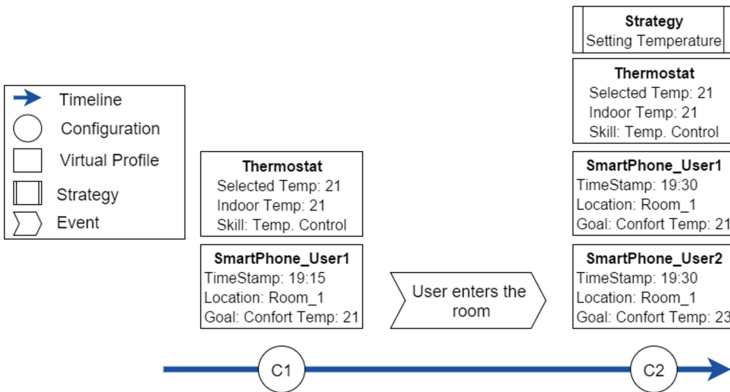 Timeline
Configuration
Virtual Profile
Strategy
Event
Thermostat
Selected Temp: 21
Indoor Temp: 21
Skill: Temp. Control
SmartPhone_User1
TimeStamp: 19:15
Location: Room_1
Goal: Confort Temp: 21
C1
User enters the
room
Strategy
Setting Temperature
Thermostat
Selected Temp: 21
Indoor Temp: 21
Skill: Temp. Control
SmartPhone_User1
TimeStamp: 19:30
Location: Room_1
Goal: Confort Temp: 21
SmartPhone_User2
TimeStamp: 19:30
Location: Room_1
Goal: Confort Temp: 23
C2